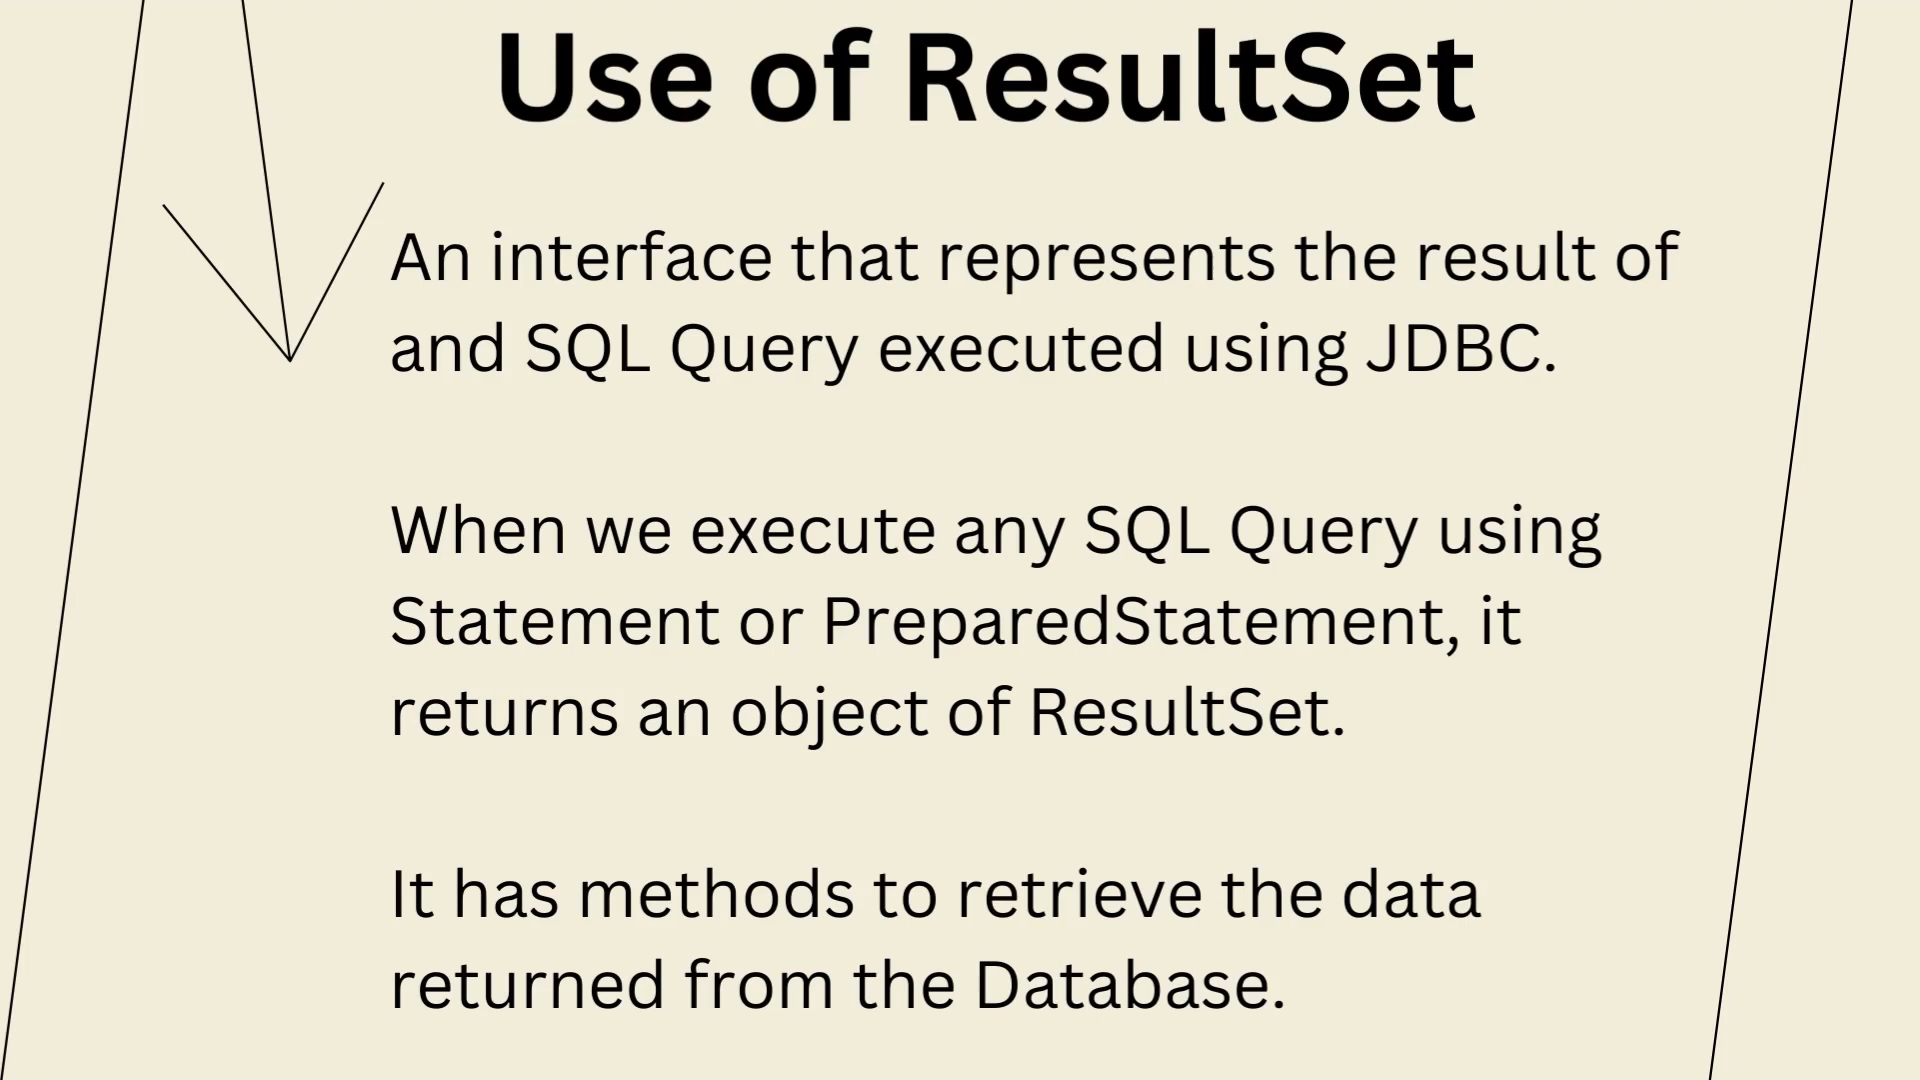 Use of ResultSet
An interface that represents the result of
and SQL Query executed using JDBC.
When we execute any SQL Query using
Statement or PreparedStatement, it
returns an object of ResultSet.
It has methods to retrieve the data
returned from the Database.